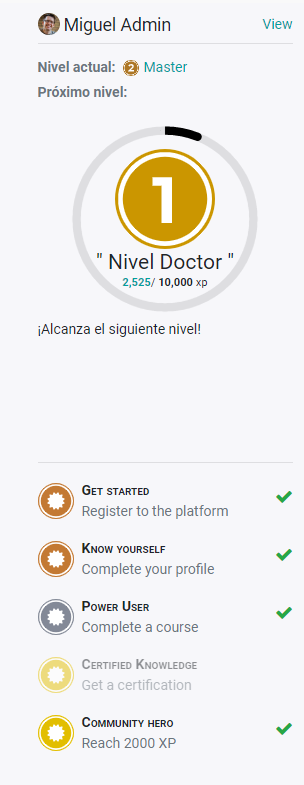 Miguel Admin View
Nivel actual: 2 Master
Próximo nivel:
1
" Nivel Doctor "
2,525/ 10,000 xp
¡Alcanza el siguiente nivel!
Get started
Register to the platform
Know yourself
Complete your profile
Power User
Complete a course
Certified Knowledge
Get a certification
Community hero
Reach 2000 XP